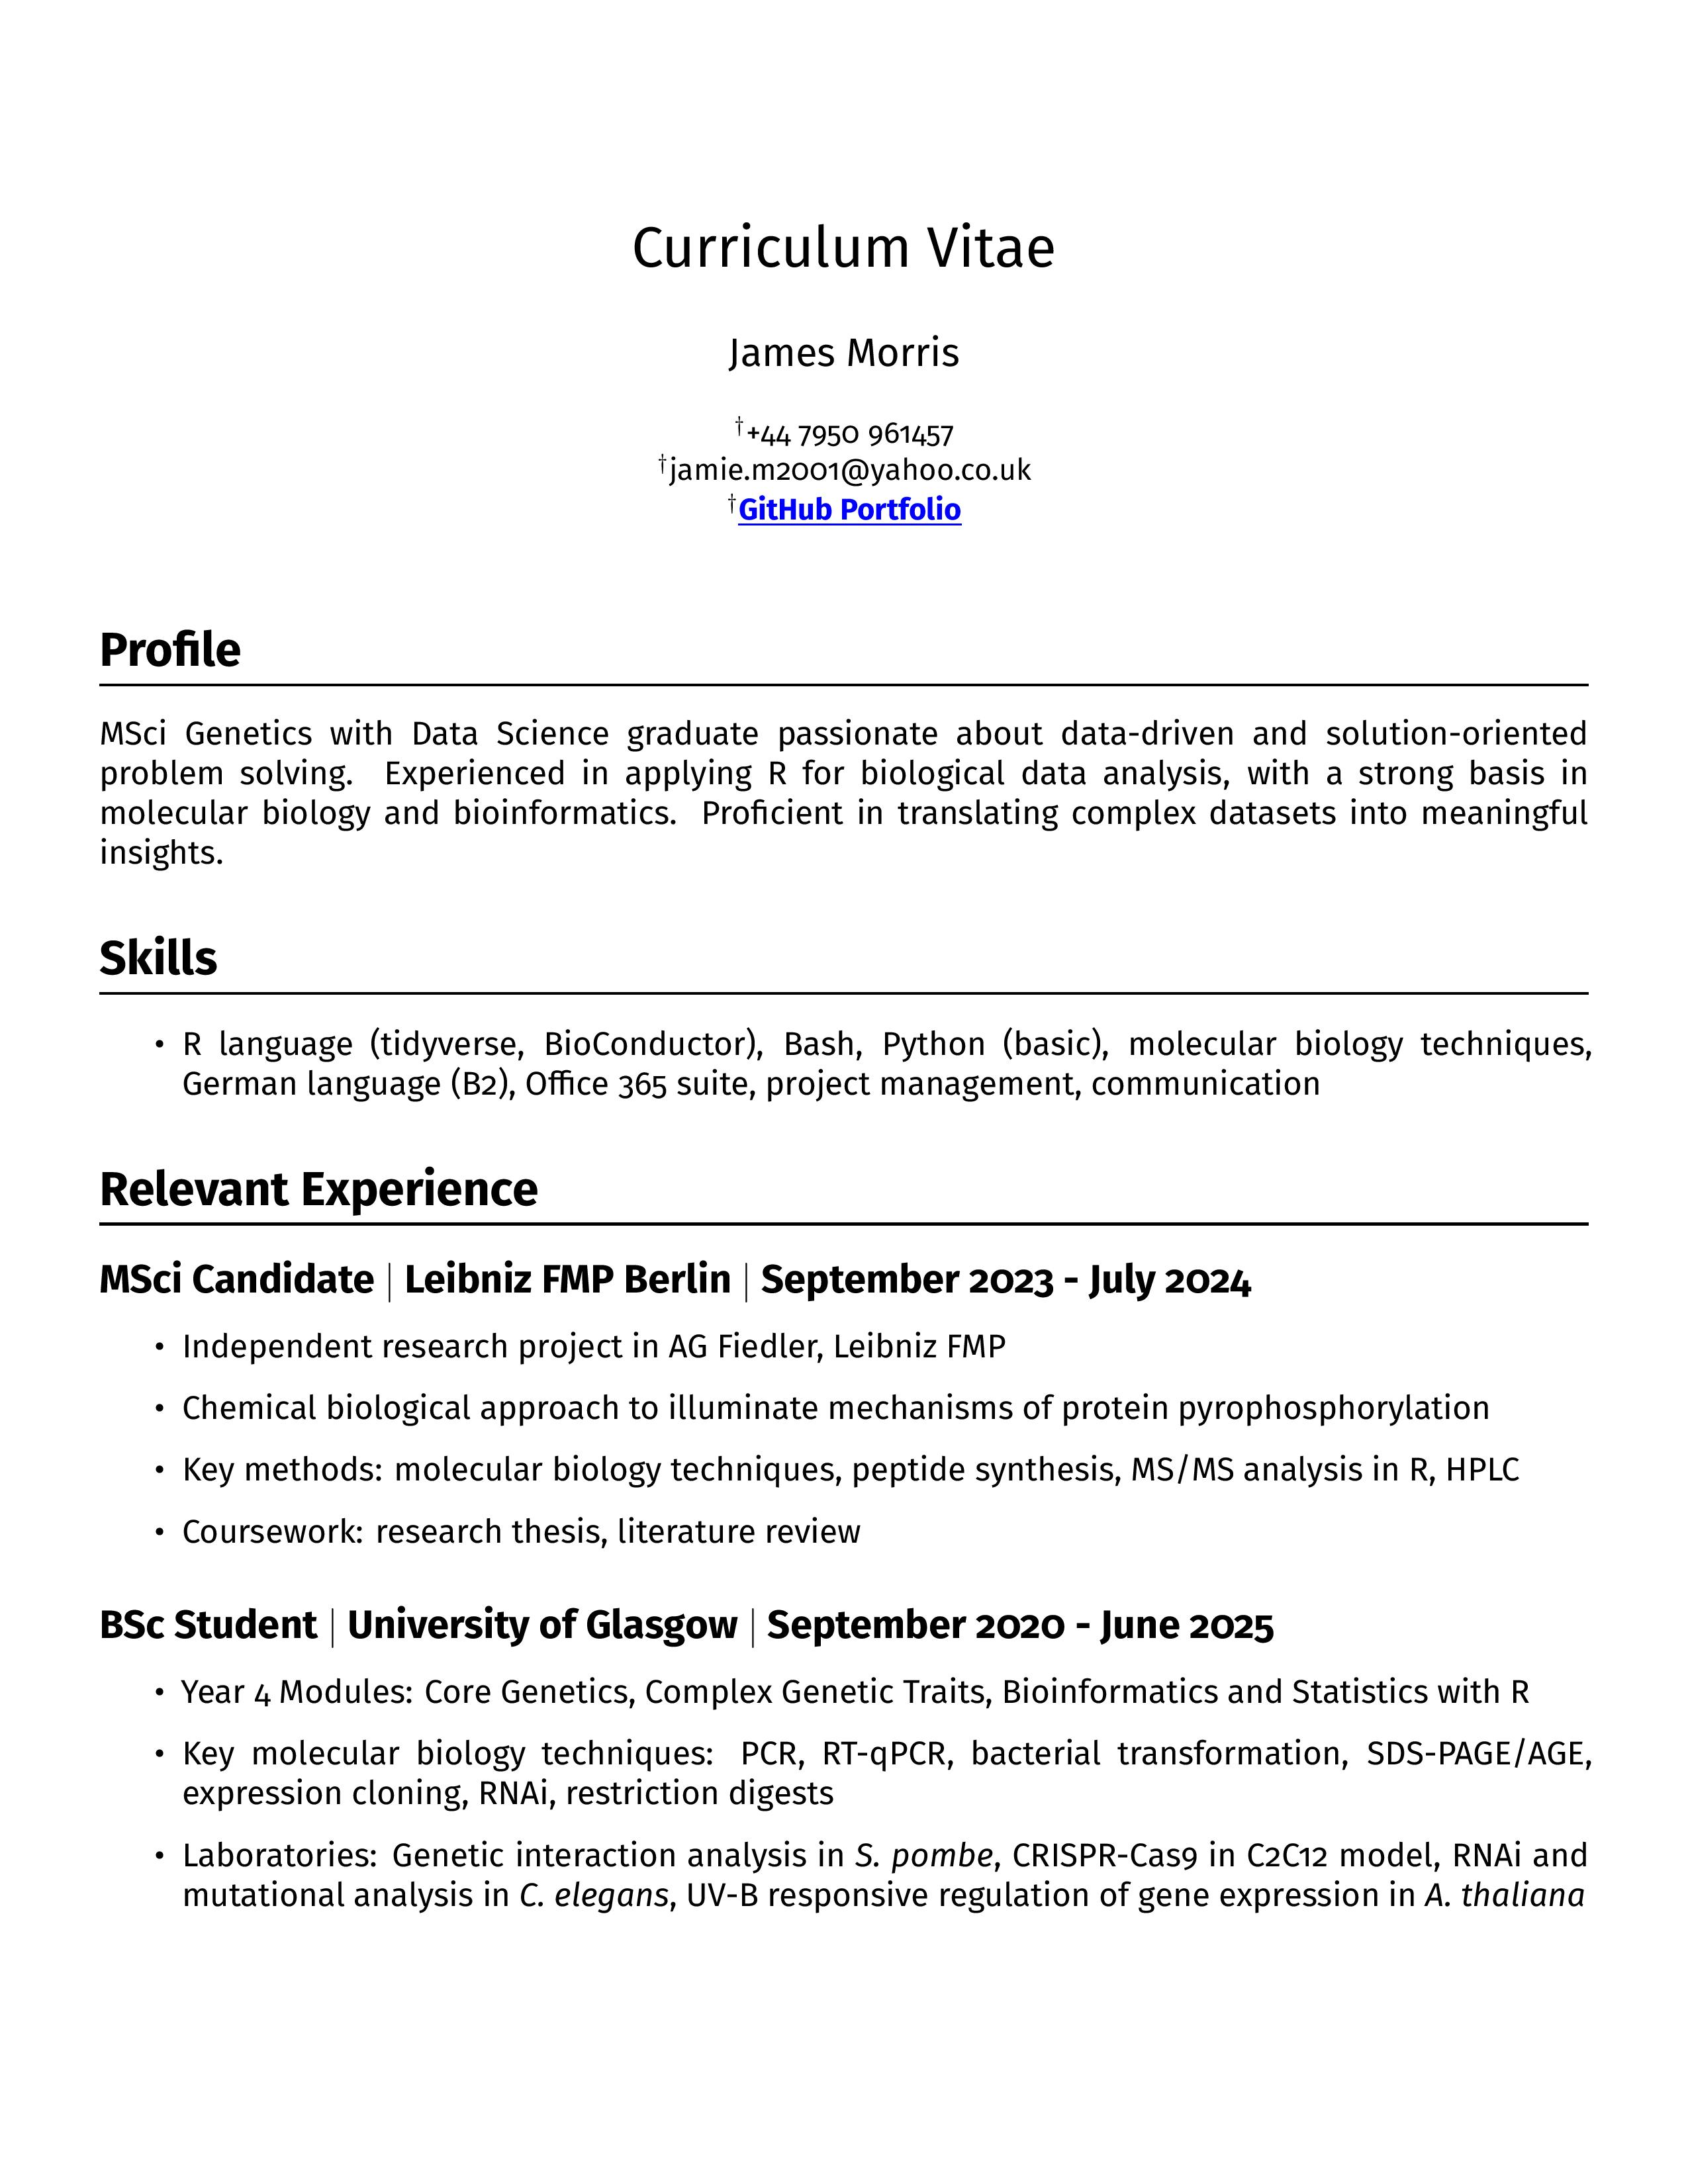 Curriculum Vitae
James Morris
†+44 7950 961457
†jamie.m2001@yahoo.co.uk
†GitHub Portfolio
Profile
MSci Genetics with Data Science graduate passionate about data-driven and solution-oriented
problem solving. Experienced in applying R for biological data analysis, with a strong basis in
molecular biology and bioinformatics. Proficient in translating complex datasets into meaningful
insights.
Skills
• R language (tidyverse, BioConductor), Bash, Python (basic), molecular biology techniques,
German language (B2), Office 365 suite, project management, communication
Relevant Experience
MSci Candidate | Leibniz FMP Berlin | September 2023 - July 2024
• Independent research project in AG Fiedler, Leibniz FMP
• Chemical biological approach to illuminate mechanisms of protein pyrophosphorylation
• Key methods: molecular biology techniques, peptide synthesis, MS/MS analysis in R, HPLC
• Coursework: research thesis, literature review
BSc Student | University of Glasgow | September 2020 - June 2025
• Year 4 Modules: Core Genetics, Complex Genetic Traits, Bioinformatics and Statistics with R
• Key molecular biology techniques: PCR, RT-qPCR, bacterial transformation, SDS-PAGE/AGE,
expression cloning, RNAi, restriction digests
• Laboratories: Genetic interaction analysis in S. pombe, CRISPR-Cas9 in C2C12 model, RNAi and
mutational analysis in C. elegans, UV-B responsive regulation of gene expression in A. thaliana